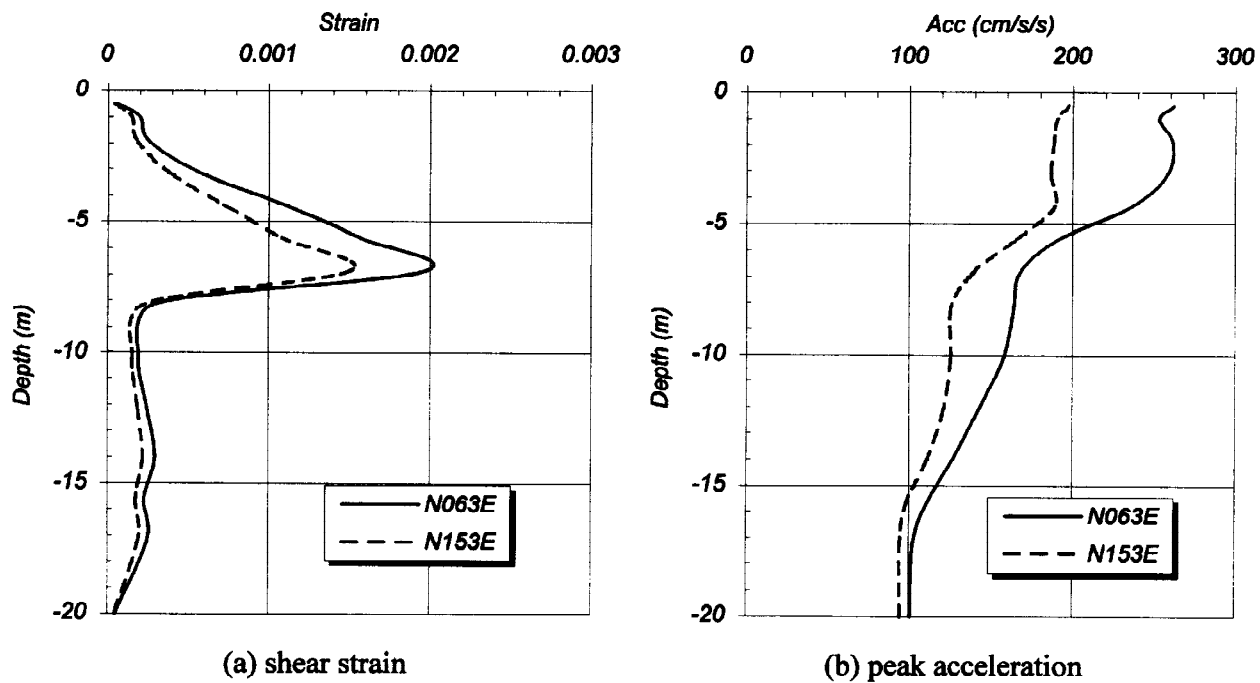 Strain
0 0.001 0.002 0.003
0
-5
-10
-15
-20
Depth (m)
N063E
N153E
(a) shear strain
Acc (cm/s/s)
0 100 200 300
0
-5
-10
-15
-20
Depth (m)
N063E
N153E
(b) peak acceleration